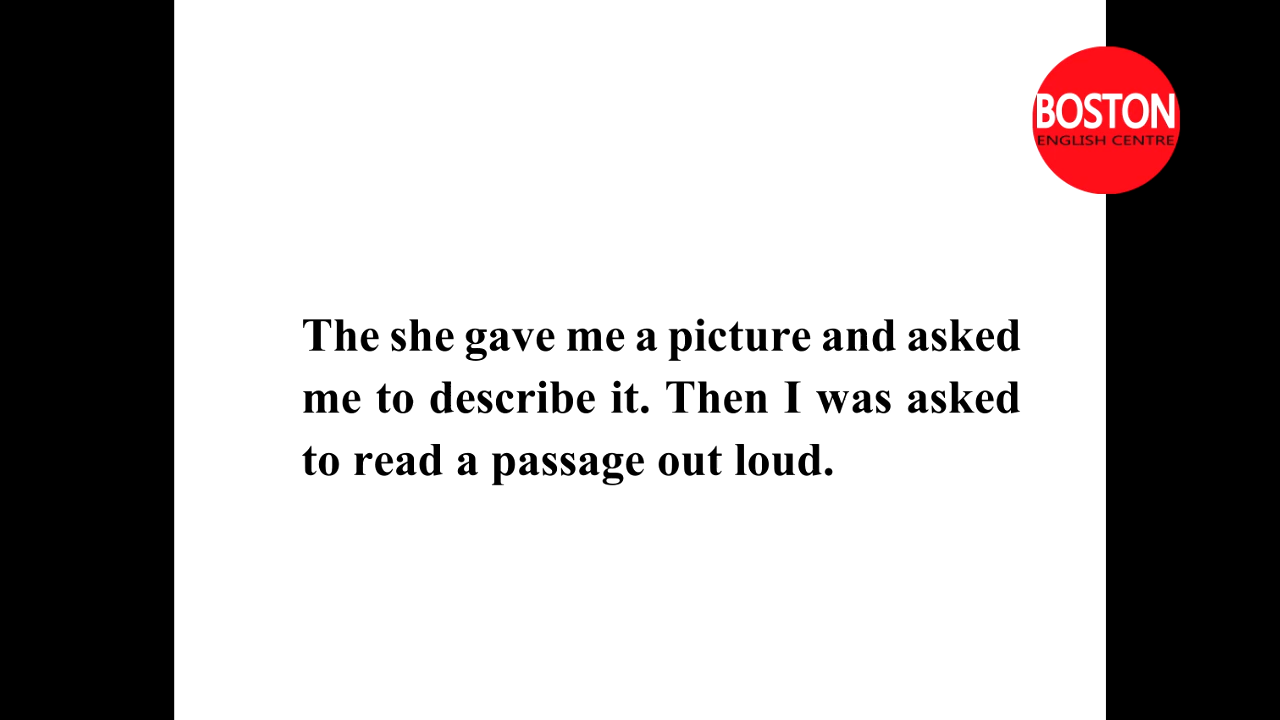 BOSTON
ENGLISH CENTRE
The she gave me a picture and asked
me to describe it. Then I was asked
to read a passage out loud.